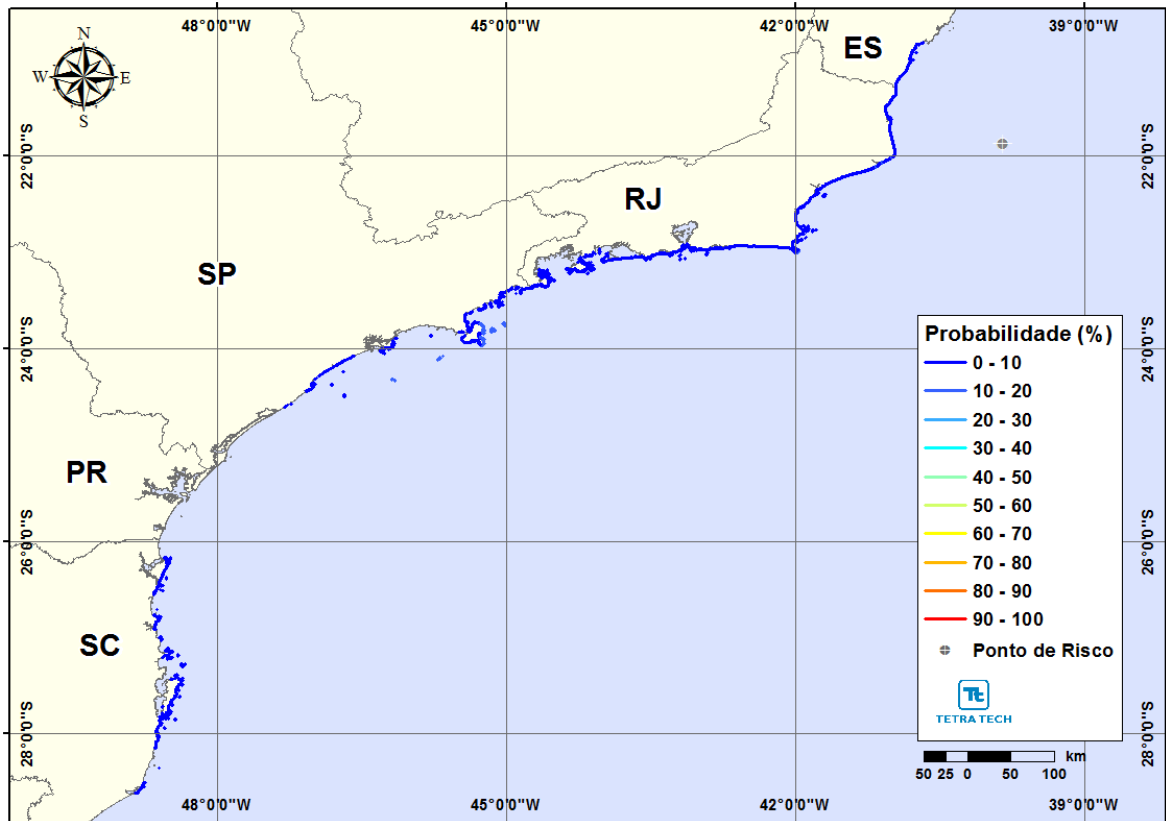 48°0'0"W
45°0'0"W
42°0'0"W
39°0'0"W
N
W
E
S
ES
22°0'0"S
22°0'0"S
RJ
SP
24°0'0"S
24°0'0"S
Probabilidade (%)
0 - 10
10 - 20
20 - 30
30 - 40
40 - 50
50 - 60
60 - 70
70 - 80
80 - 90
90 - 100
Ponto de Risco
Tt
TETRA TECH
PR
26°0'0"S
26°0'0"S
SC
28°0'0"S
28°0'0"S
50 25 0 50 100 km
48°0'0"W
45°0'0"W
42°0'0"W
39°0'0"W